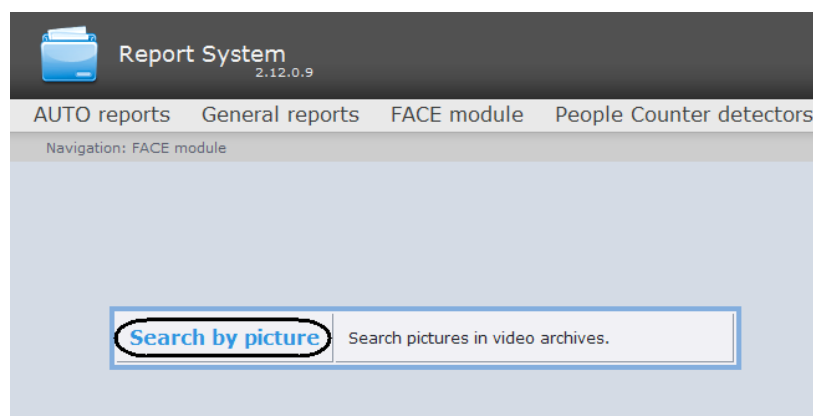 Report System
2.12.0.9
AUTO reports General reports FACE module People Counter detectors
Navigation: FACE module
Search by picture Search pictures in video archives.